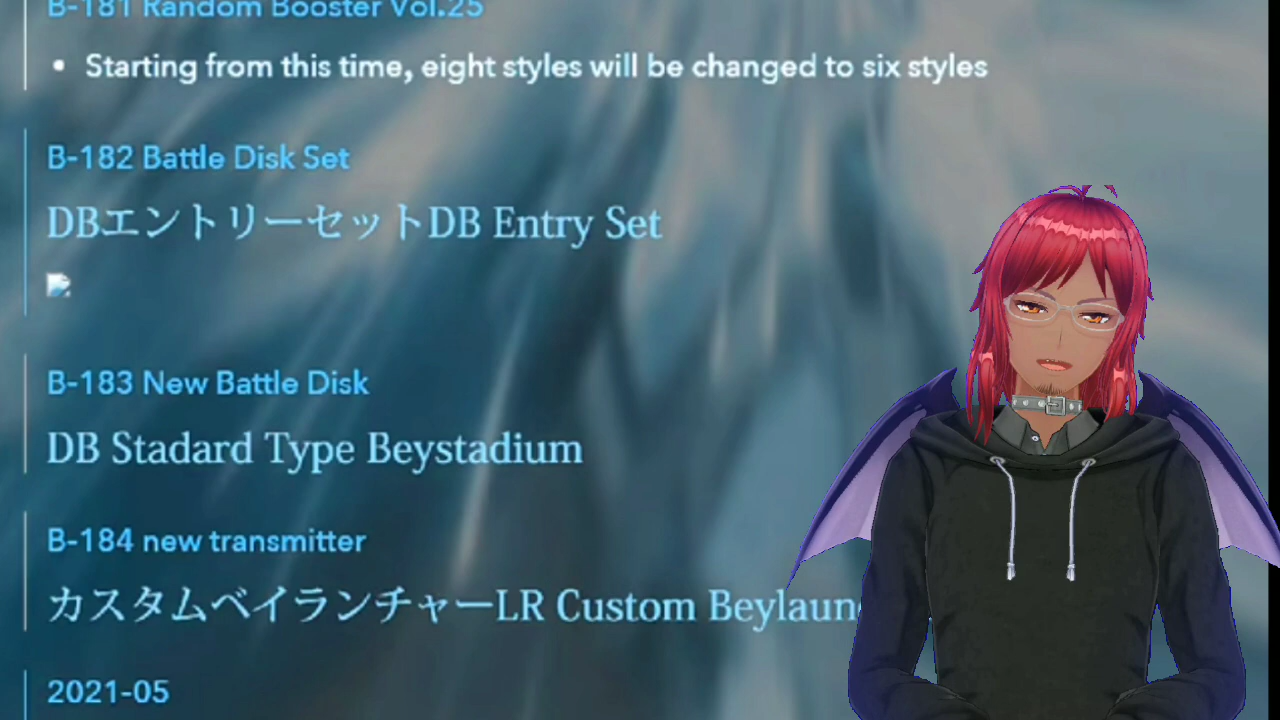 B-181 Random Booster Vol.25
• Starting from this time, eight styles will be changed to six styles
B-182 Battle Disk Set
DBエントリーセットDB Entry Set
B-183 New Battle Disk
DB Stadard Type Beystadium
B-184 new transmitter
カスタムベイランチャーLR Custom Beylaun
2021-05